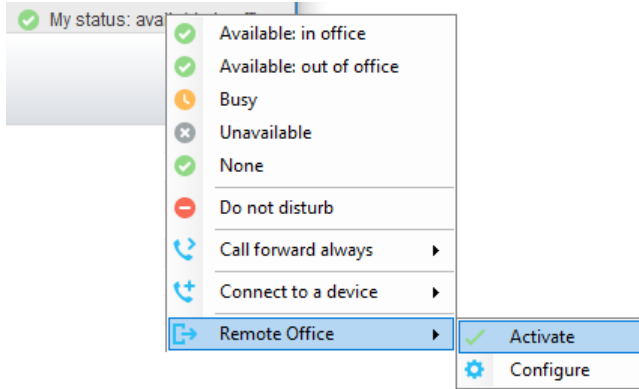 My status:
Available: in office
Available: out of office
Busy
Unavailable
None
Do not disturb
Call forward always
Connect to a device
Remote Office
Activate
Configure